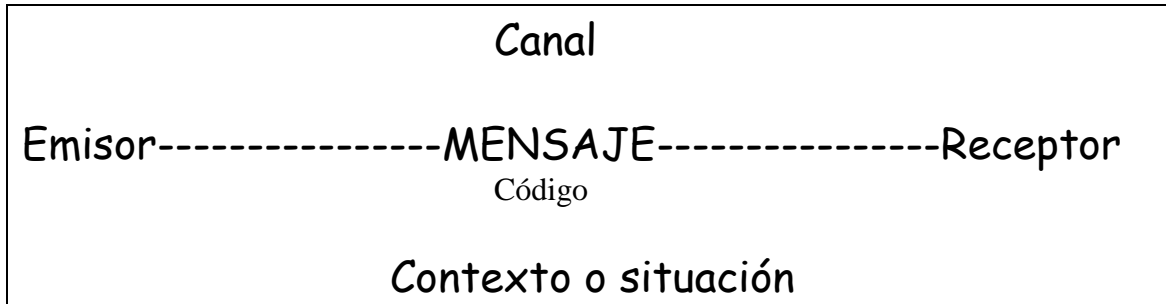 Canal
Emisor----------------MENSAJE----------------Receptor
Código
Contexto o situación